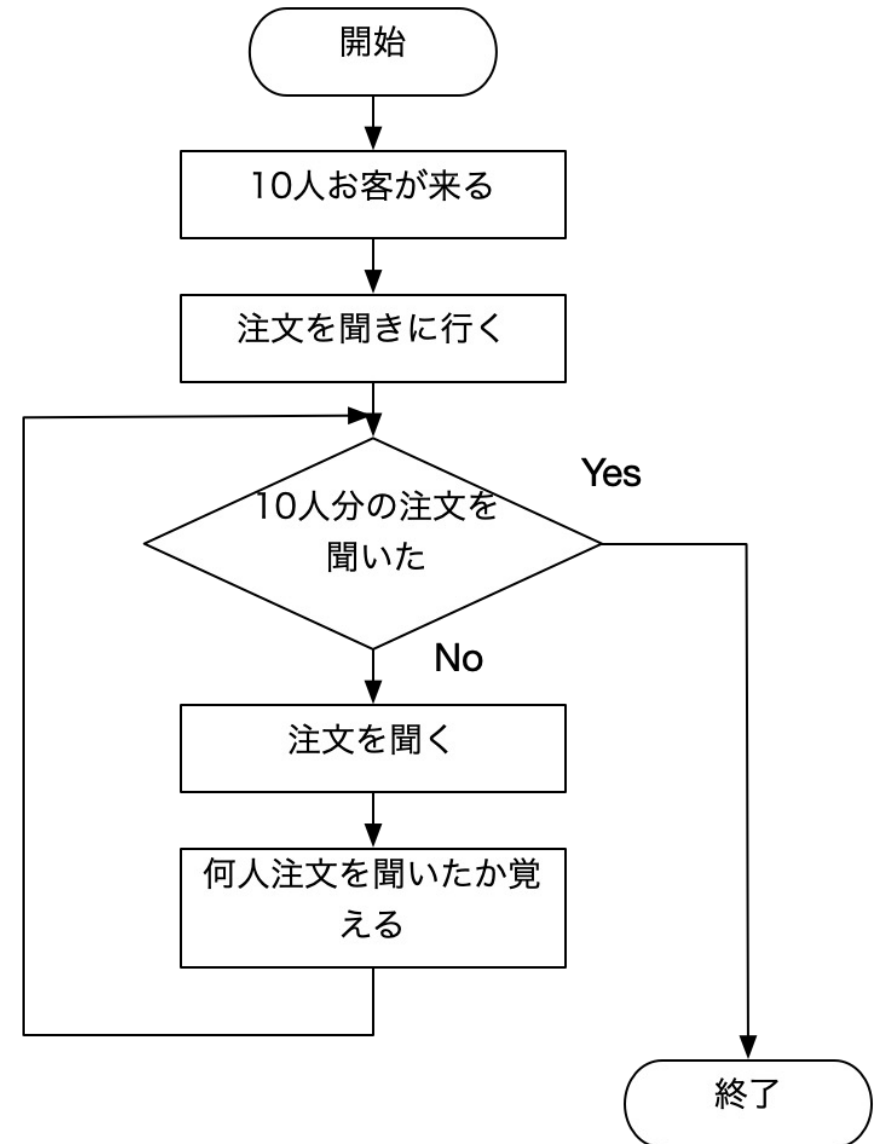 開始
10人お客が来る
注文を聞きに行く
10人分の注文を
聞いた
Yes
No
注文を聞く
何人注文を聞いたか覚
える
終了